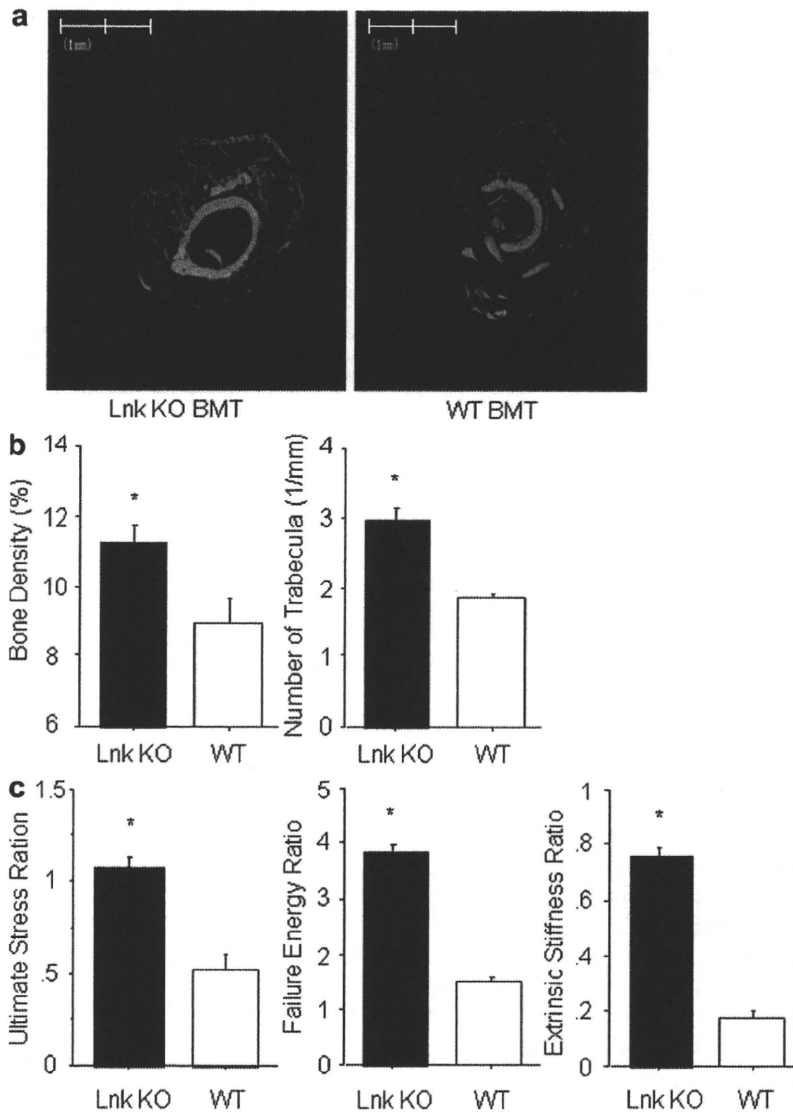 a
(1mm)
(1mm)
Lnk KO BMT
WT BMT
b
Bone Density (%)
14
12
10
8
6
*
Lnk KO
WT
Number of Trabecula (1/mm)
4
3
2
1
0
*
Lnk KO
WT
c
Ultimate Stress Ration
1.5
1
.5
0
*
Lnk KO
WT
Failure Energy Ratio
5
4
3
2
1
0
*
Lnk KO
WT
Extrinsic Stiffness Ratio
1
.8
.6
.4
.2
0
*
Lnk KO
WT